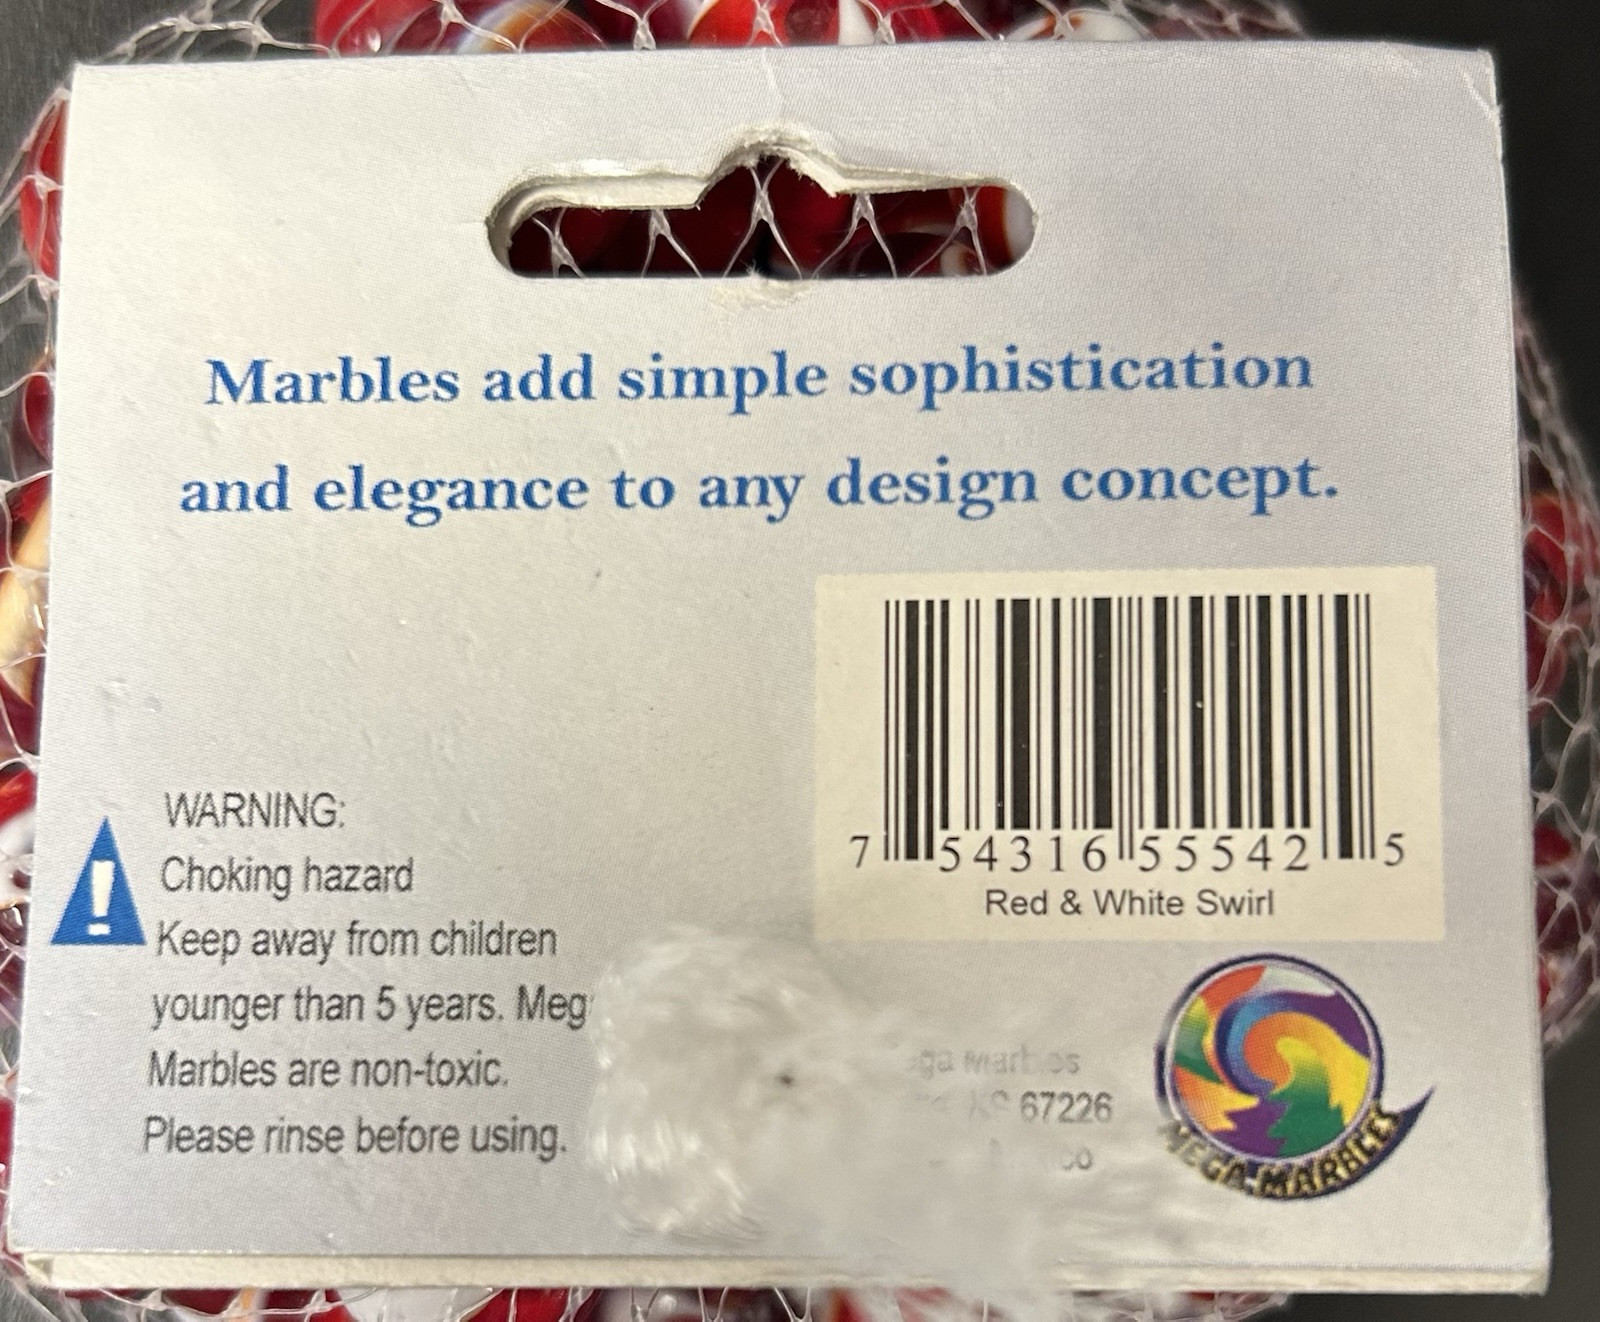 Marbles add simple sophistication
and elegance to any design concept.
7 54316 55542 5
Red & White Swirl
WARNING:
Choking hazard
Keep away from children
younger than 5 years. Meg
Marbles are non-toxic.
Please rinse before using.
67226
MEGA MARBLES